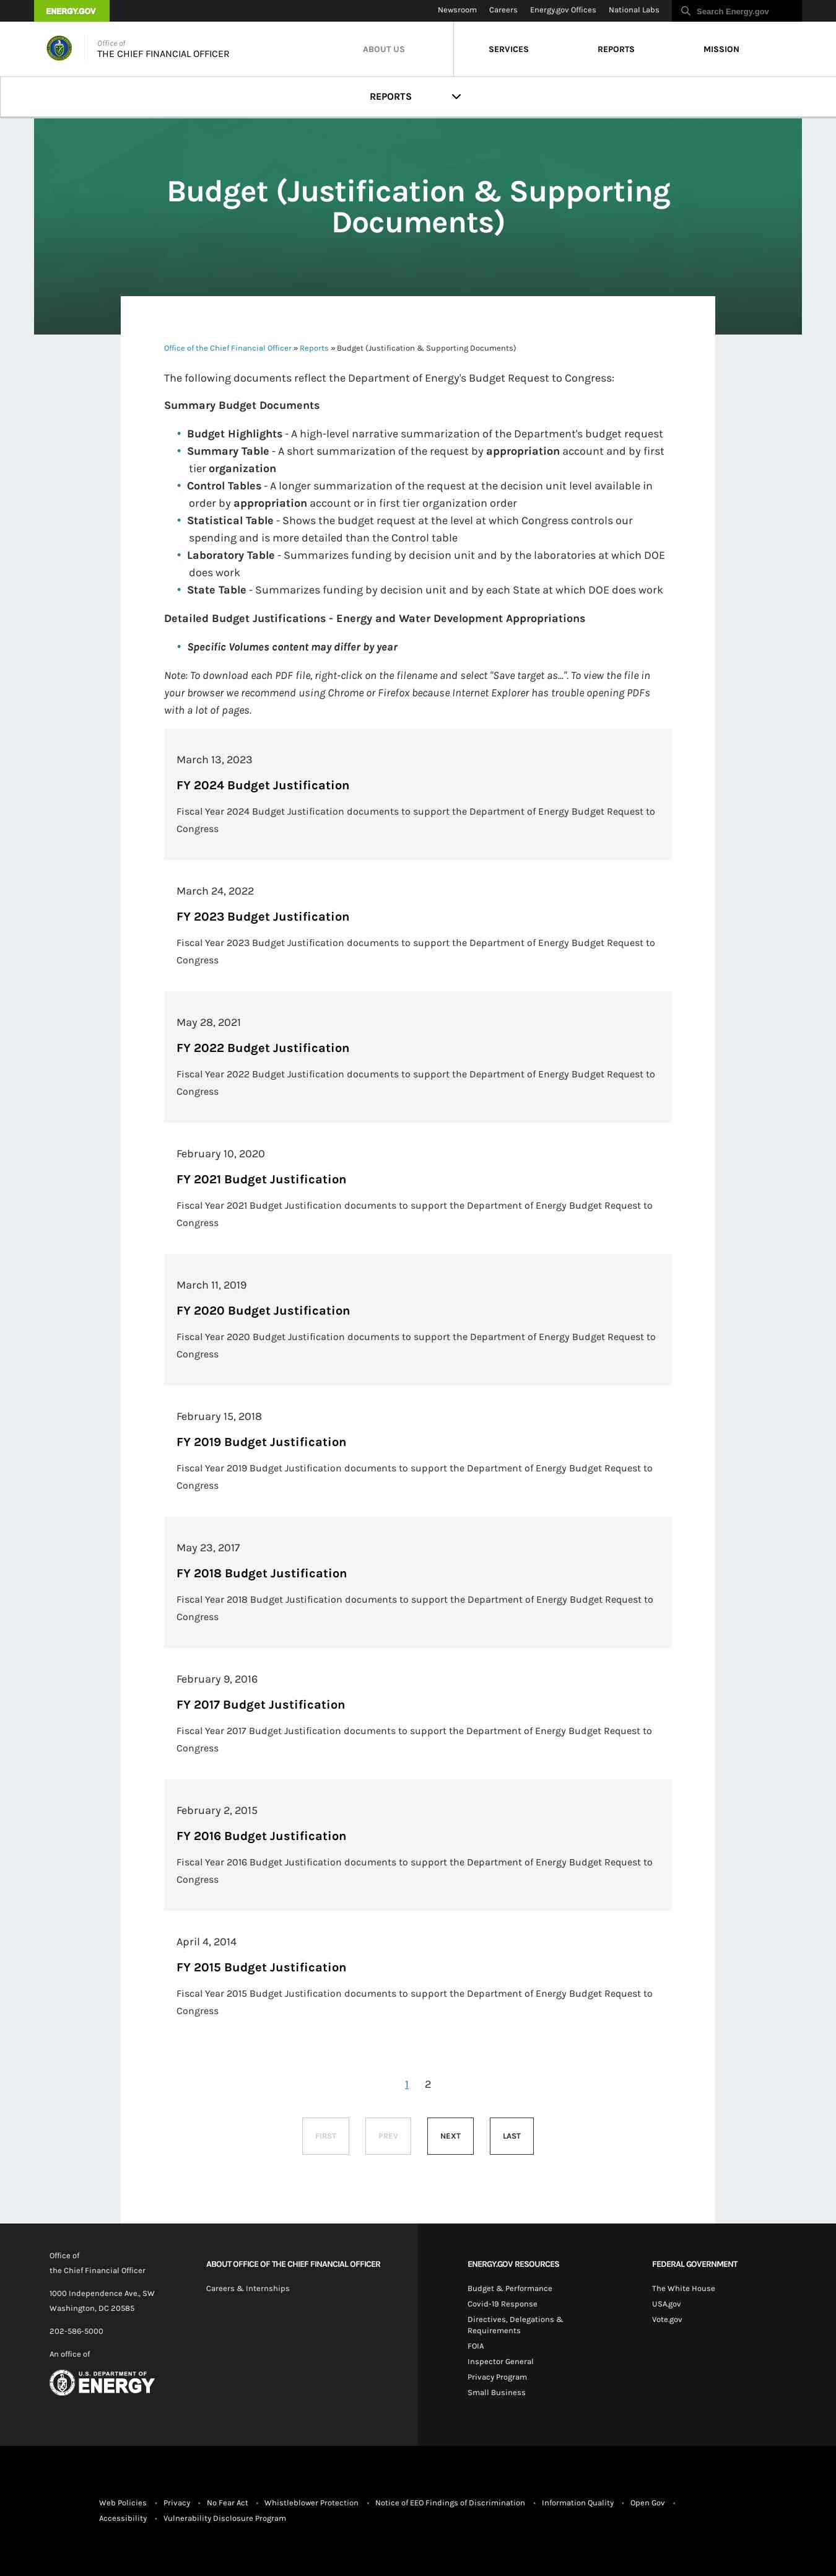 ENERGY.GOV
Newsroom Careers Energy.gov Offices National Labs Search Energy.gov
Office of
THE CHIEF FINANCIAL OFFICER
ABOUT US SERVICES REPORTS MISSION
REPORTS
Budget (Justification & Supporting
Documents)
Office of the Chief Financial Officer » Reports » Budget (Justification & Supporting Documents)
The following documents reflect the Department of Energy's Budget Request to Congress:
Summary Budget Documents
• Budget Highlights - A high-level narrative summarization of the Department's budget request
• Summary Table - A short summarization of the request by appropriation account and by first
tier organization
• Control Tables - A longer summarization of the request at the decision unit level available in
order by appropriation account or in first tier organization order
• Statistical Table - Shows the budget request at the level at which Congress controls our
spending and is more detailed than the Control table
• Laboratory Table - Summarizes funding by decision unit and by the laboratories at which DOE
does work
• State Table - Summarizes funding by decision unit and by each State at which DOE does work
Detailed Budget Justifications - Energy and Water Development Appropriations
• Specific Volumes content may differ by year
Note: To download each PDF file, right-click on the filename and select "Save target as...". To view the file in
your browser we recommend using Chrome or Firefox because Internet Explorer has trouble opening PDFs
with a lot of pages.
March 13, 2023
FY 2024 Budget Justification
Fiscal Year 2024 Budget Justification documents to support the Department of Energy Budget Request to
Congress
March 24, 2022
FY 2023 Budget Justification
Fiscal Year 2023 Budget Justification documents to support the Department of Energy Budget Request to
Congress
May 28, 2021
FY 2022 Budget Justification
Fiscal Year 2022 Budget Justification documents to support the Department of Energy Budget Request to
Congress
February 10, 2020
FY 2021 Budget Justification
Fiscal Year 2021 Budget Justification documents to support the Department of Energy Budget Request to
Congress
March 11, 2019
FY 2020 Budget Justification
Fiscal Year 2020 Budget Justification documents to support the Department of Energy Budget Request to
Congress
February 15, 2018
FY 2019 Budget Justification
Fiscal Year 2019 Budget Justification documents to support the Department of Energy Budget Request to
Congress
May 23, 2017
FY 2018 Budget Justification
Fiscal Year 2018 Budget Justification documents to support the Department of Energy Budget Request to
Congress
February 9, 2016
FY 2017 Budget Justification
Fiscal Year 2017 Budget Justification documents to support the Department of Energy Budget Request to
Congress
February 2, 2015
FY 2016 Budget Justification
Fiscal Year 2016 Budget Justification documents to support the Department of Energy Budget Request to
Congress
April 4, 2014
FY 2015 Budget Justification
Fiscal Year 2015 Budget Justification documents to support the Department of Energy Budget Request to
Congress
1 2
FIRST PREV NEXT LAST
Office of
the Chief Financial Officer
1000 Independence Ave., SW
Washington, DC 20585
202-586-5000
An office of
U.S. DEPARTMENT OF
ENERGY
ABOUT OFFICE OF THE CHIEF FINANCIAL OFFICER
Careers & Internships
ENERGY.GOV RESOURCES
Budget & Performance
Covid-19 Response
Directives, Delegations &
Requirements
FOIA
Inspector General
Privacy Program
Small Business
FEDERAL GOVERNMENT
The White House
USA.gov
Vote.gov
Web Policies • Privacy • No Fear Act • Whistleblower Protection • Notice of EEO Findings of Discrimination • Information Quality • Open Gov •
Accessibility • Vulnerability Disclosure Program